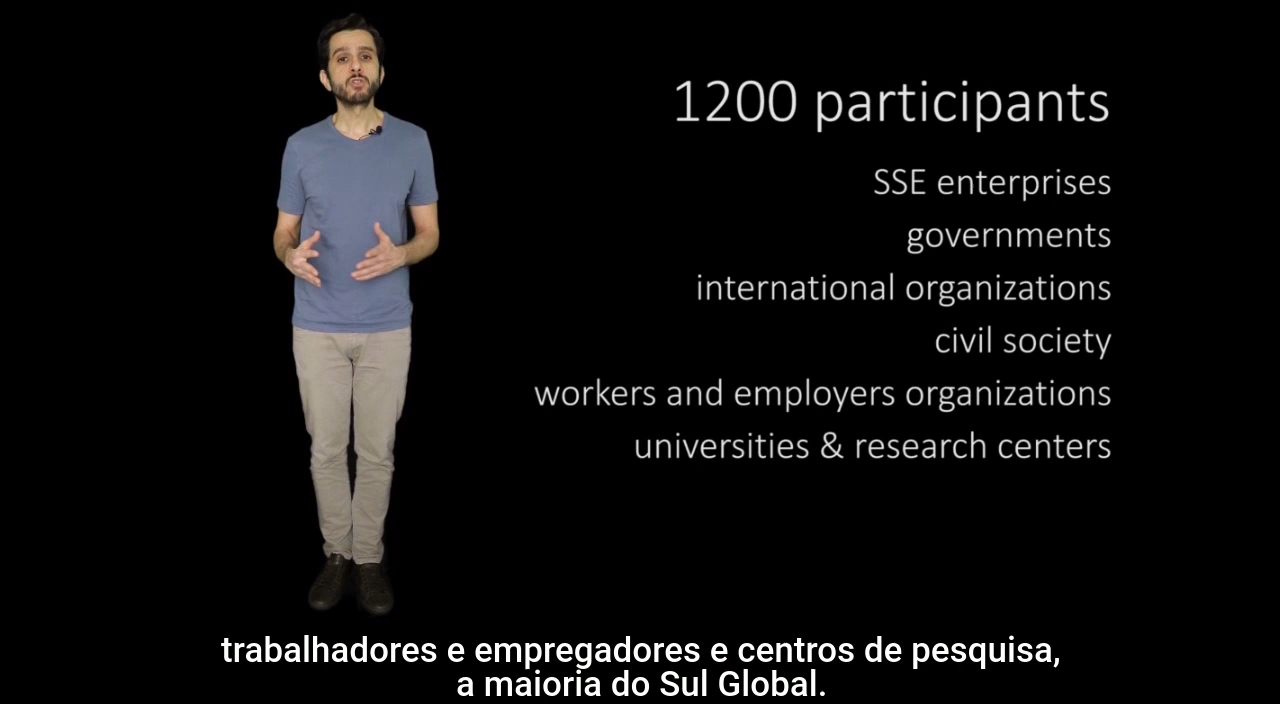 1200 participants
SSE enterprises
governments
international organizations
civil society
workers and employers organizations
universities & research centers
trabalhadores e empregadores e centros de pesquisa,
a maioria do Sul Global.